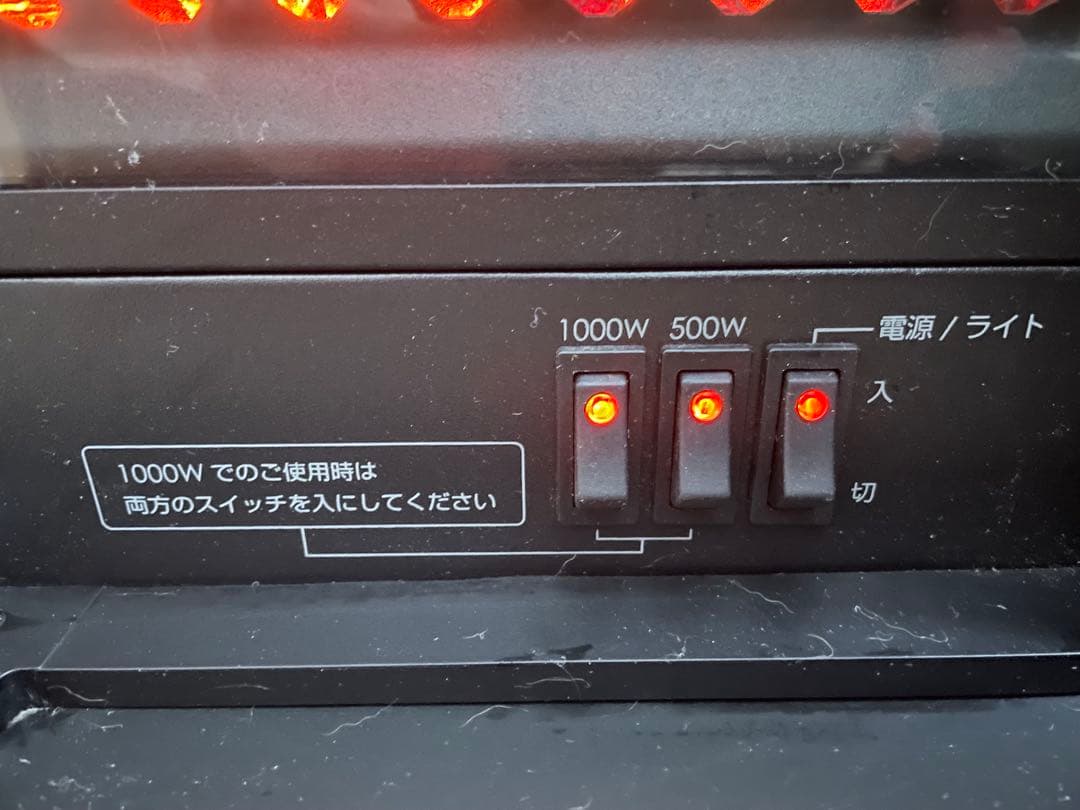 1000W 500W 電源 / ライト
入
1000W でのご使用時は
両方のスイッチを入にしてください
切